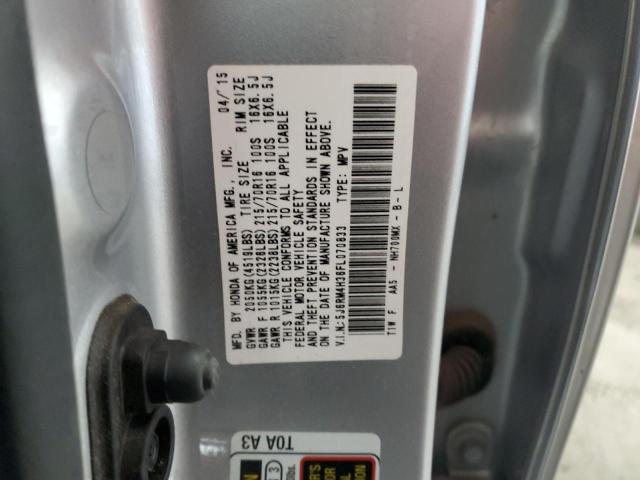 MFD. BY HONDA OF AMERICA MFG., INC. 04/15
GVWR 2050KG(4519LBS) TIRE SIZE RIM SIZE
GAWR F 1055KG(2326LBS) 215/70R16 100S 16X6.5J
GAWR R 1015KG(2238LBS) 215/70R16 100S 16X6.5J
THIS VEHICLE CONFORMS TO ALL APPLICABLE
FEDERAL MOTOR VEHICLE SAFETY
AND THEFT PREVENTION STANDARDS IN EFFECT
ON THE DATE OF MANUFACTURE SHOWN ABOVE.
V.I.N.: 5J6RM4H36FL070833 TYPE: MPV
T1W F AA5 - NH700MX - B - L
T0A A3